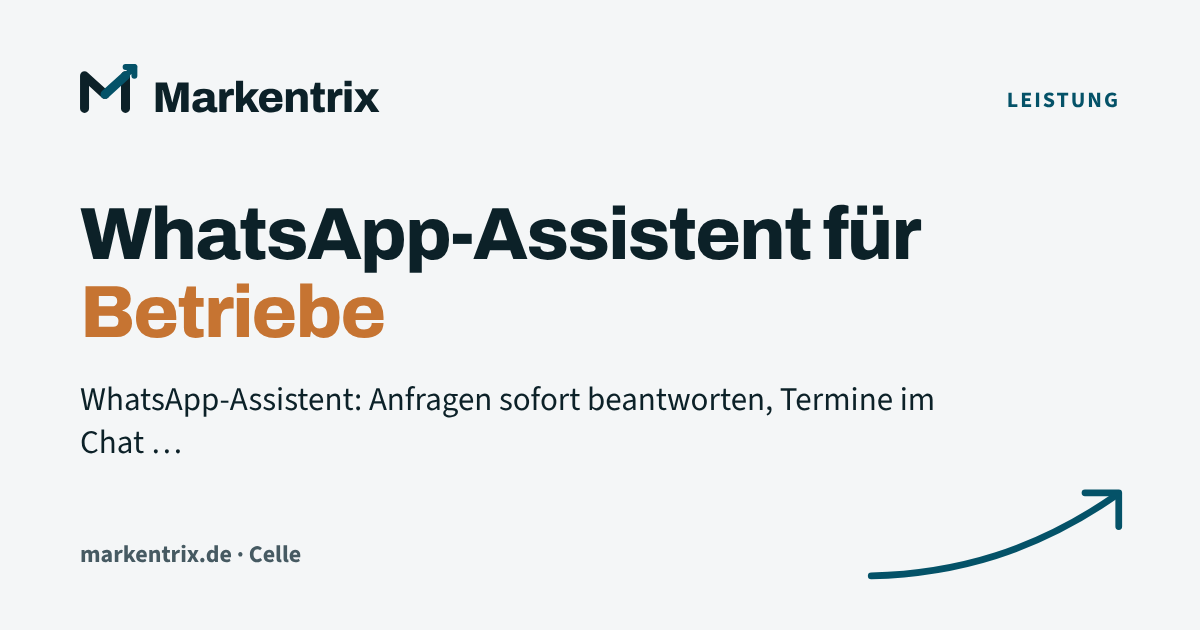 Markentrix
LEISTUNG
WhatsApp-Assistent für
Betriebe
WhatsApp-Assistent: Anfragen sofort beantworten, Termine im
Chat …
markentrix.de · Celle